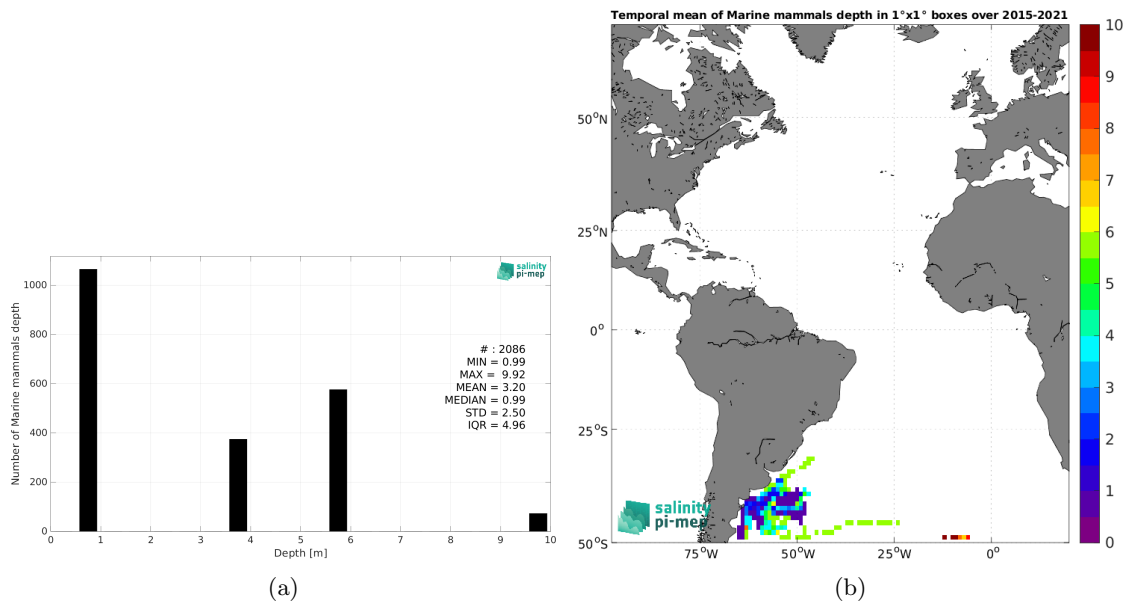 Temporal mean of Marine mammals depth in 1°x1° boxes over 2015-2021
salinity
pi-mep
Number of Marine mammals depth
1000
800
600
400
200
0
# : 2086
MIN = 0.99
MAX = 9.92
MEAN = 3.20
MEDIAN = 0.99
STD = 2.50
IQR = 4.96
0 1 2 3 4 5 6 7 8 9 10
Depth [m]
(a)
50°N
25°N
0°
25°S
50°S
salinity
pi-mep
75°W 50°W 25°W 0°
10
9
8
7
6
5
4
3
2
1
0
(b)